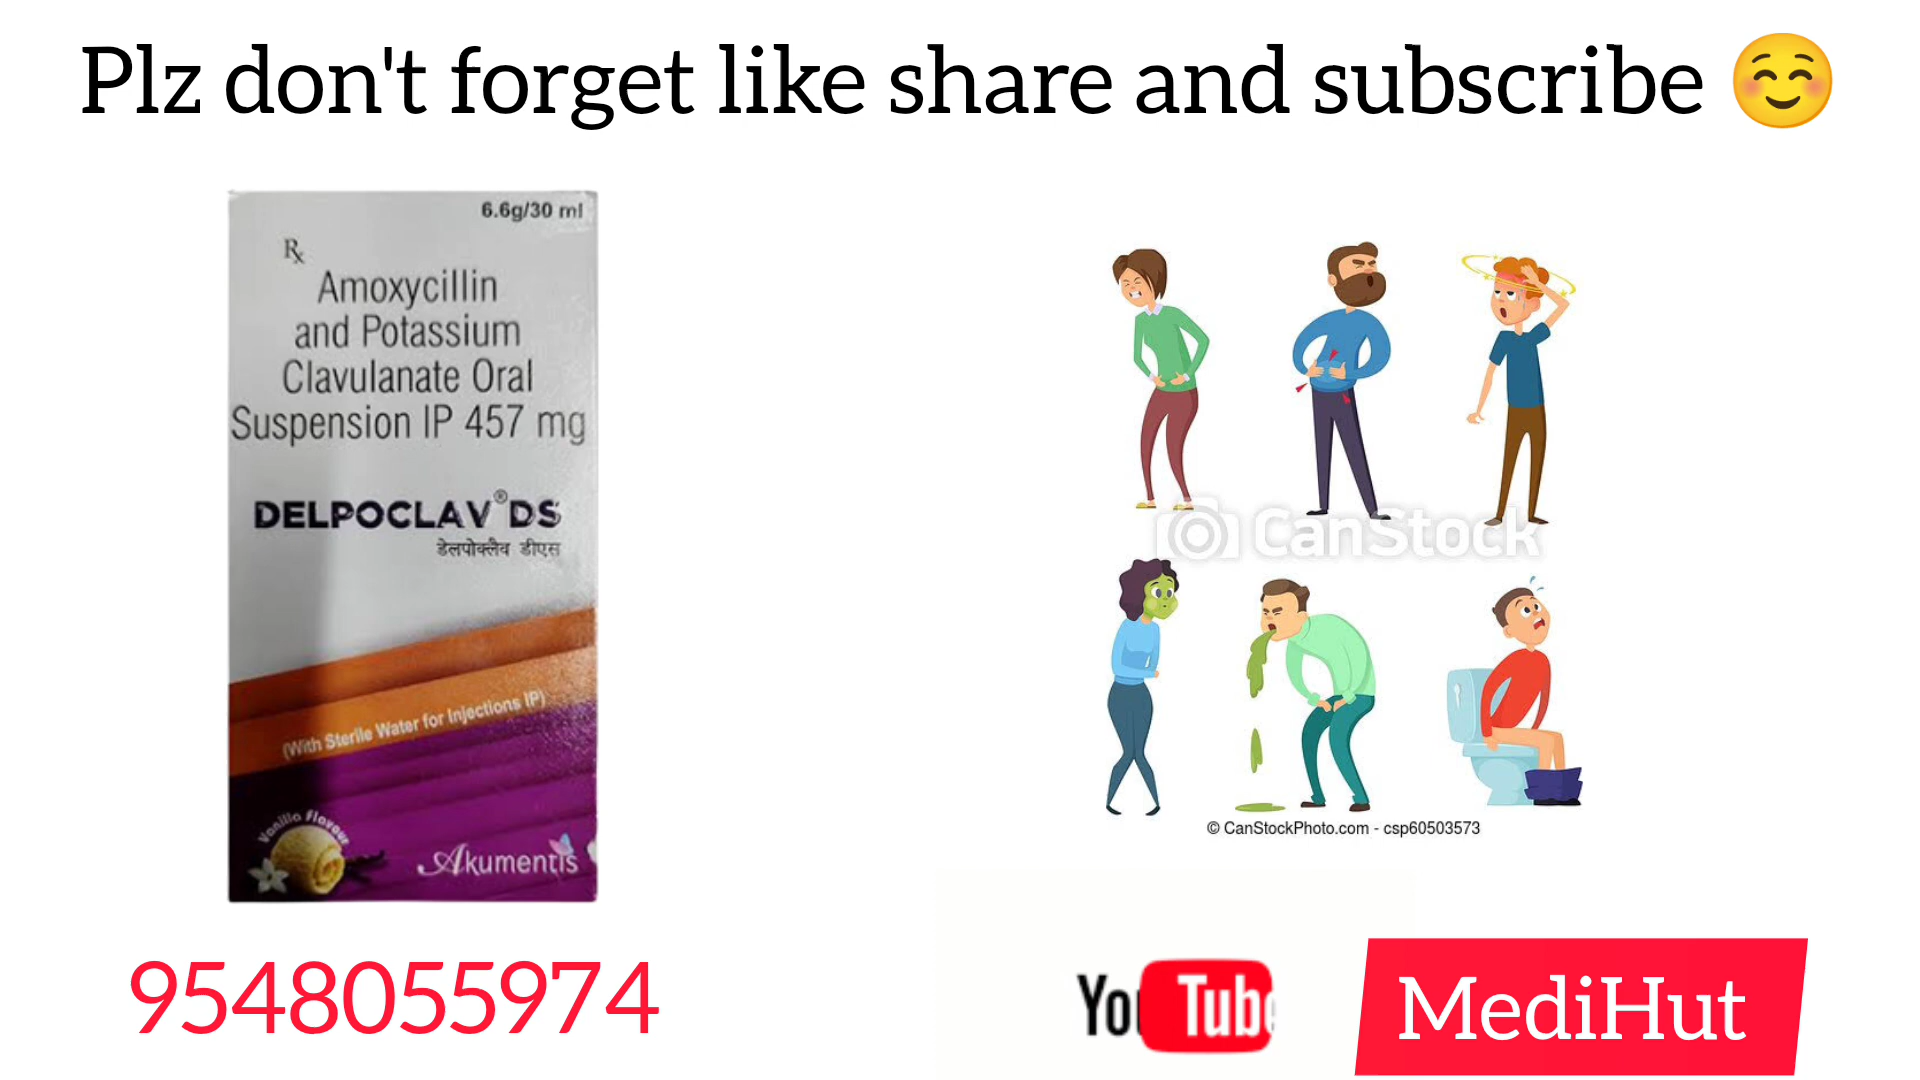 Plz don't forget like share and subscribe ☺️
6.6g/30 ml
Rx
Amoxycillin
and Potassium
Clavulanate Oral
Suspension IP 457 mg
DELPOCLAV® DS
डेलपोक्लैव डीएस
(With Sterile Water for Injections IP)
Vanilla Flavour
Akumentis
CanStock
© CanStockPhoto.com - csp60503573
9548055974
YouTube
MediHut